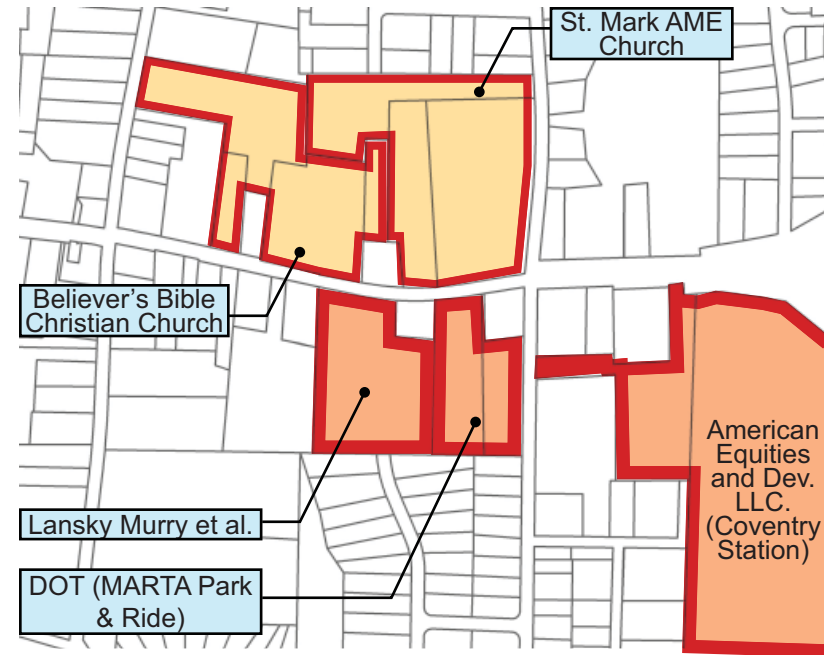 St. Mark AME
Church
Believer's Bible
Christian Church
American
Equities
and Dev.
LLC.
(Coventry
Station)
Lansky Murry et al.
DOT (MARTA Park
& Ride)